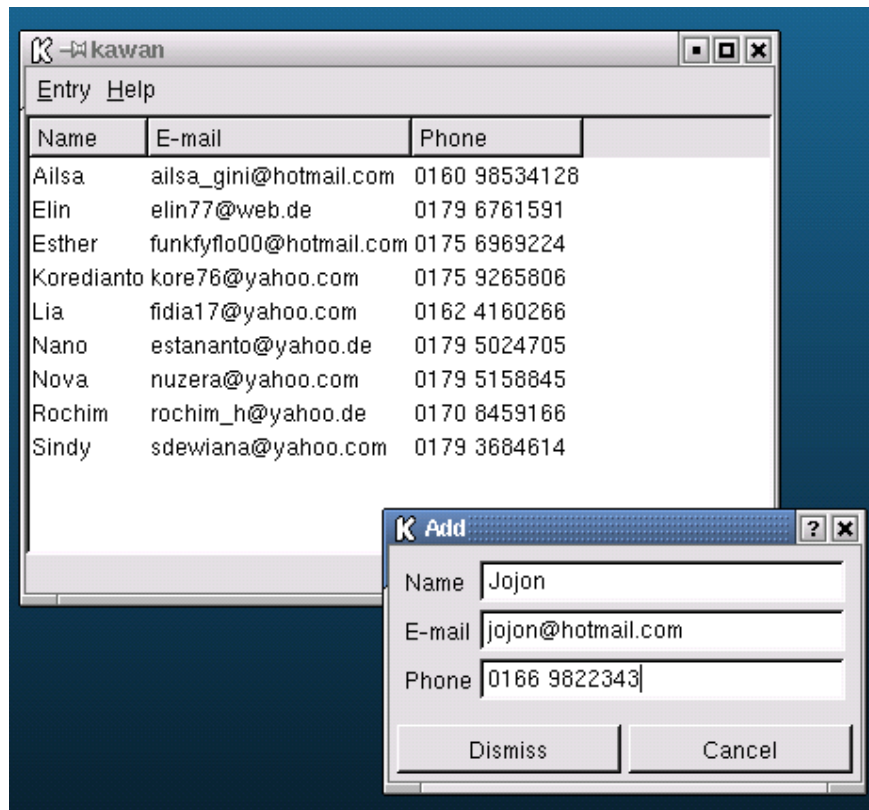 kawan
Entry Help
Name E-mail Phone
Ailsa ailsa_gini@hotmail.com 0160 98534128
Elin elin77@web.de 0179 6761591
Esther funkfyflo00@hotmail.com 0175 6969224
Koredianto kore76@yahoo.com 0175 9265806
Lia fidia17@yahoo.com 0162 4160266
Nano estananto@yahoo.de 0179 5024705
Nova nuzera@yahoo.com 0179 5158845
Rochim rochim_h@yahoo.de 0170 8459166
Sindy sdewiana@yahoo.com 0179 3684614
Add
Name Jojon
E-mail jojon@hotmail.com
Phone 0166 9822343
Dismiss Cancel